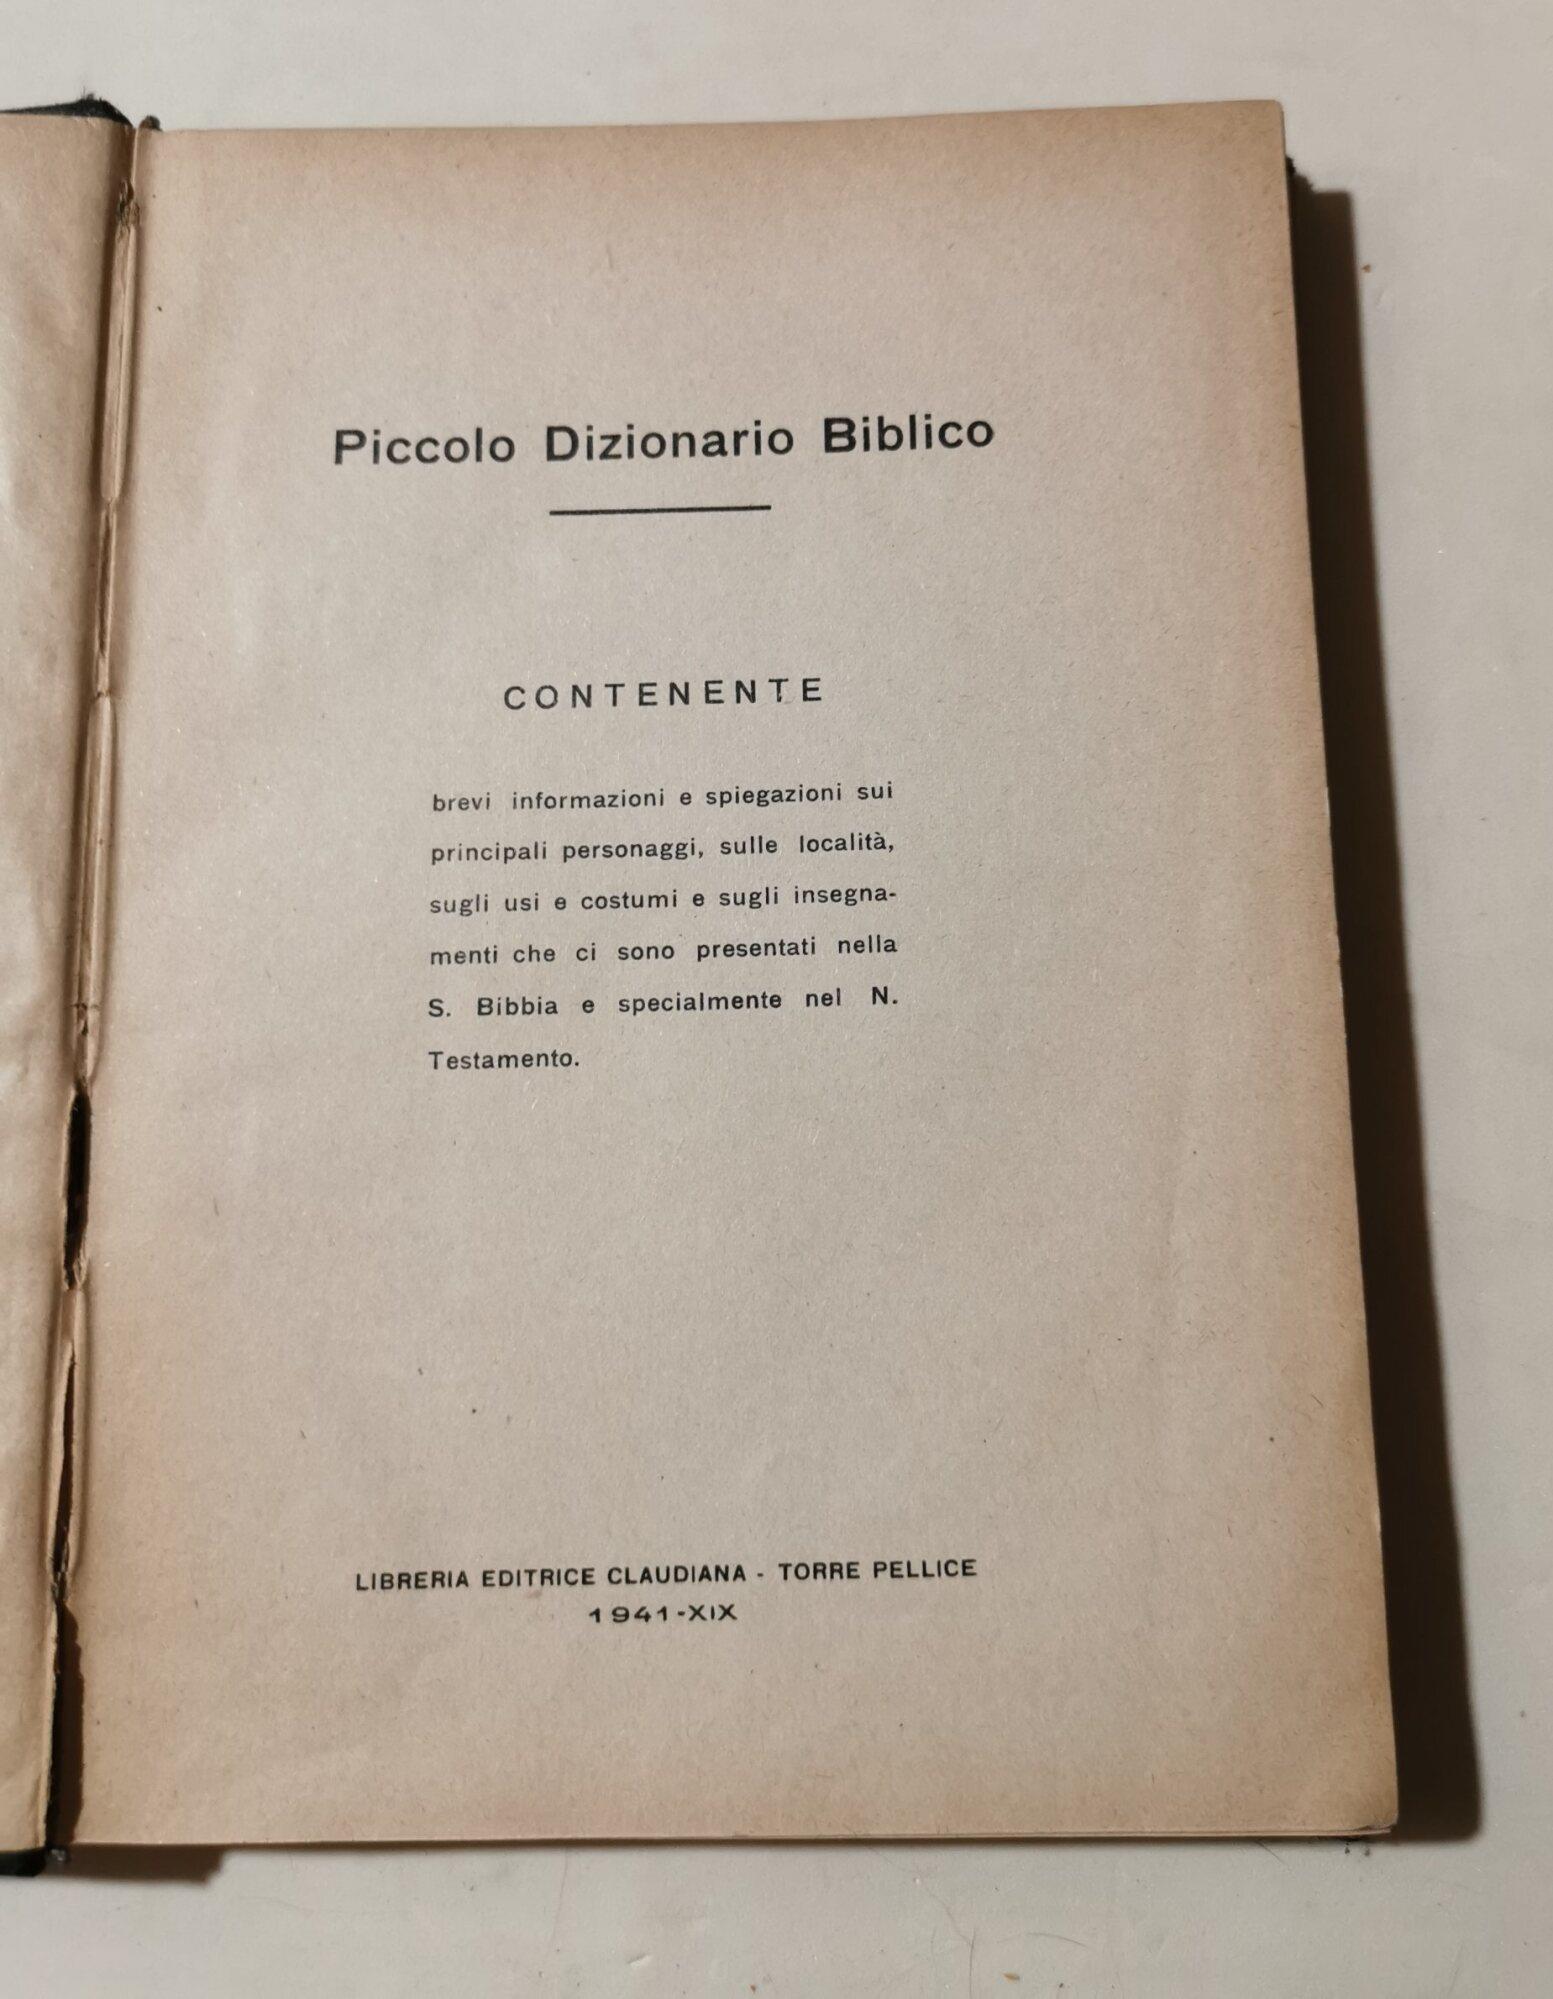 Piccolo Dizionario Biblico
CONTENENTE
brevi informazioni e spiegazioni sui
principali personaggi, sulle località,
sugli usi e costumi e sugli insegna-
menti che ci sono presentati nella
S. Bibbia e specialmente nel N.
Testamento.
LIBRERIA EDITRICE CLAUDIANA - TORRE PELLICE
1941-XIX